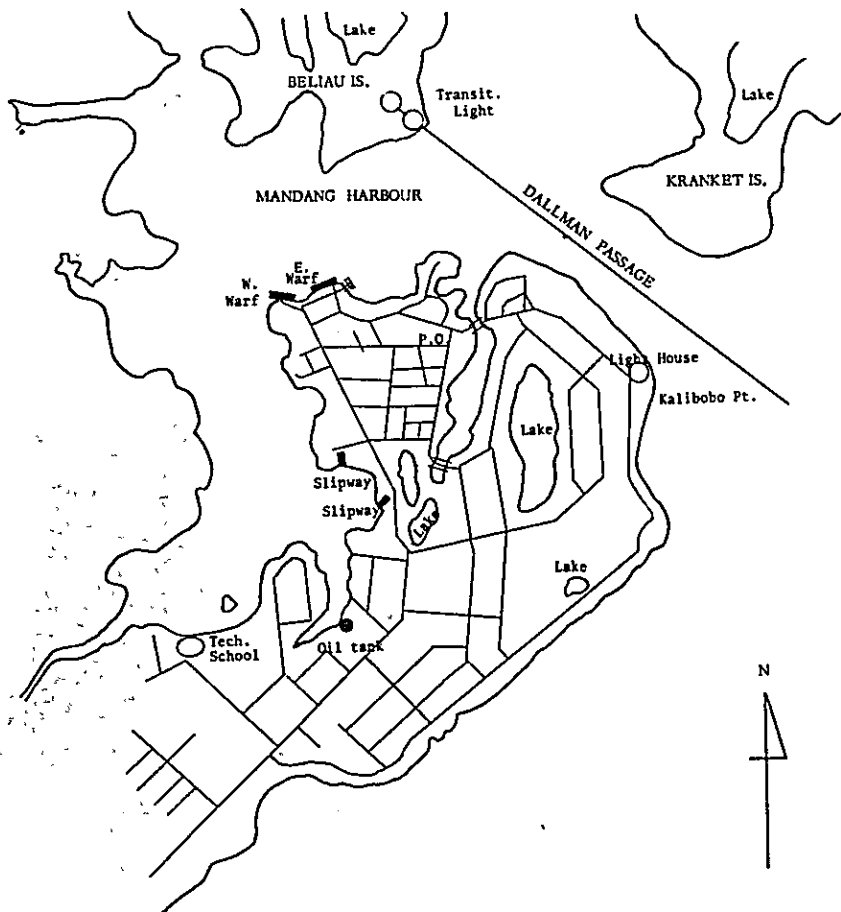 Lake
BELIAU IS.
Transit.
Light
Lake
KRANKET IS.
MANDANG HARBOUR
DALLMAN PASSAGE
E.
Warf
W.
Warf
P.O
Light House
Kalibobo Pt.
Lake
Slipway
Slipway
Lake
Lake
Tech.
School
Oil tank
N